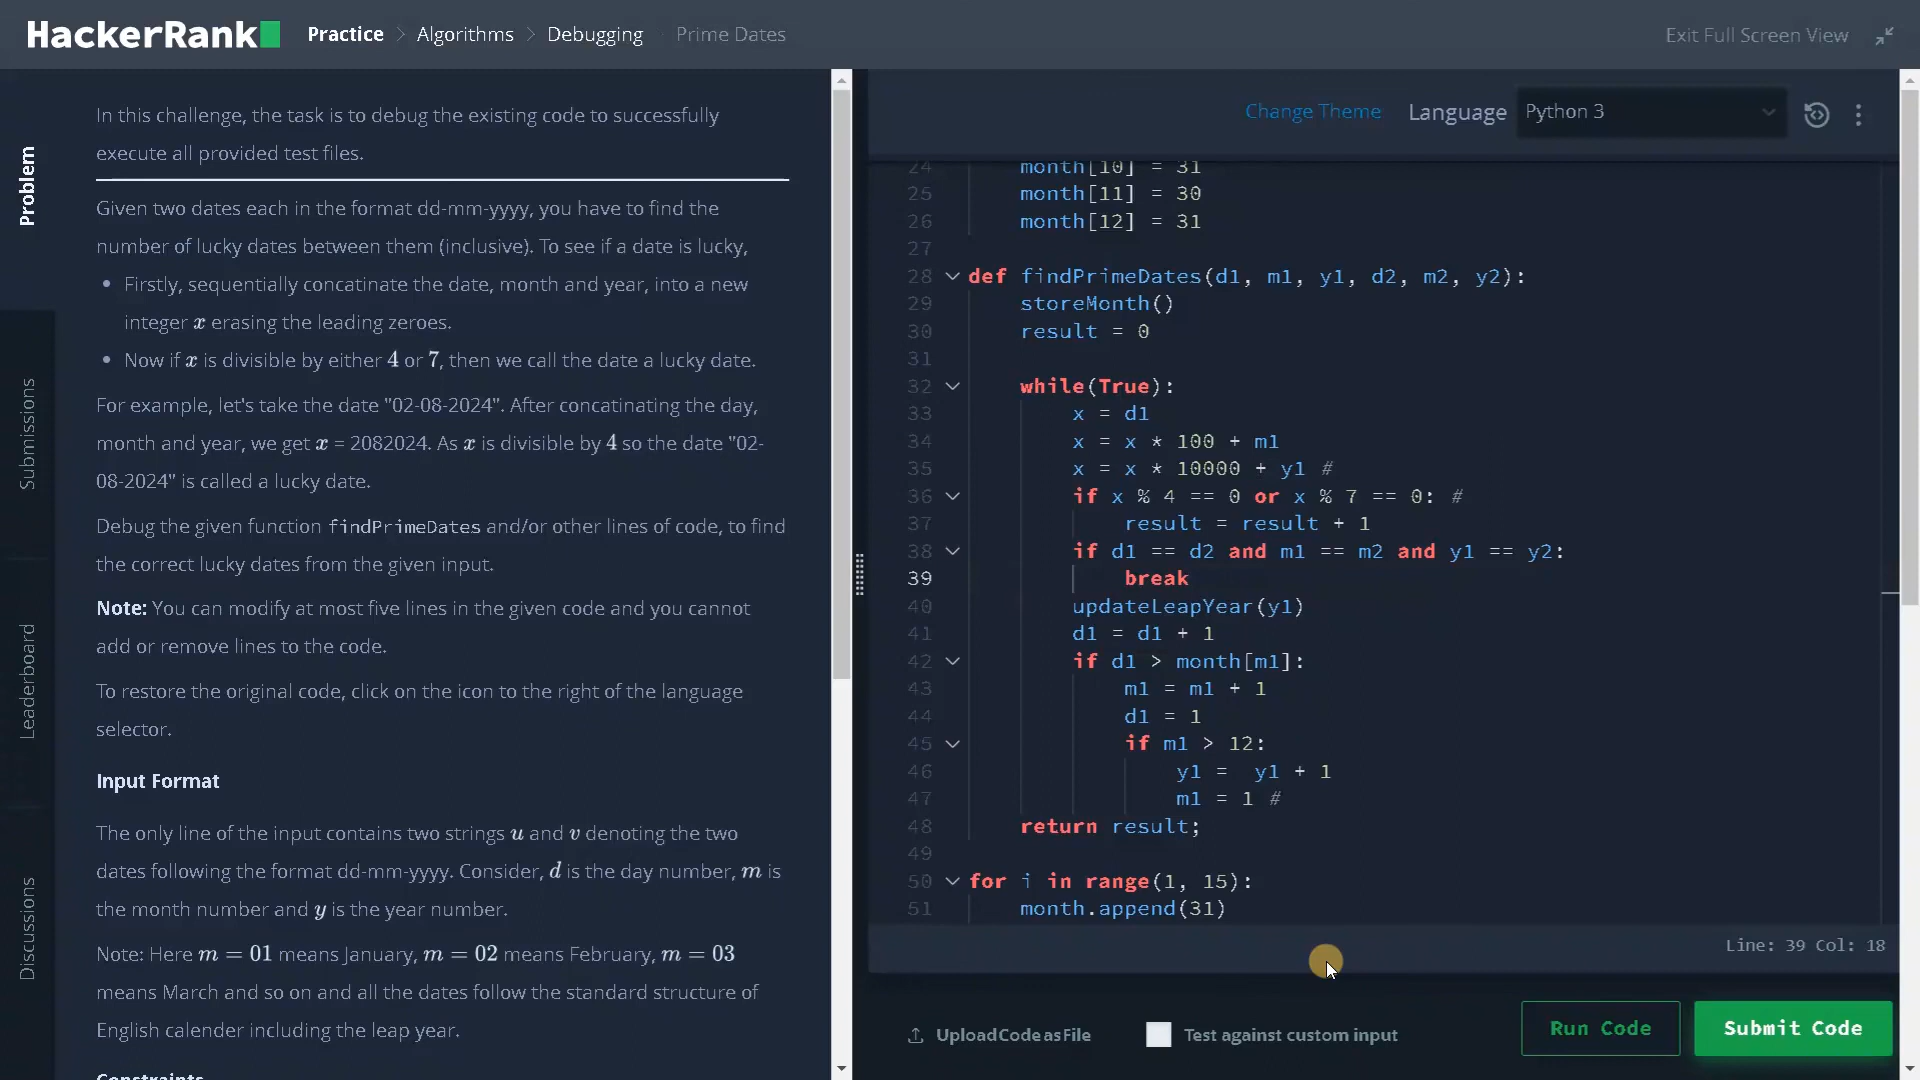 HackerRank
Practice > Algorithms > Debugging Prime Dates
Exit Full Screen View
Problem
Submissions
Leaderboard
Discussions
In this challenge, the task is to debug the existing code to successfully
execute all provided test files.
Given two dates each in the format dd-mm-yyyy, you have to find the
number of lucky dates between them (inclusive). To see if a date is lucky,
• Firstly, sequentially concatinate the date, month and year, into a new
integer x erasing the leading zeroes.
• Now if x is divisible by either 4 or 7, then we call the date a lucky date.
For example, let's take the date "02-08-2024". After concatinating the day,
month and year, we get x = 2082024. As x is divisible by 4 so the date "02-
08-2024" is called a lucky date.
Debug the given function findPrimeDates and/or other lines of code, to find
the correct lucky dates from the given input.
Note: You can modify at most five lines in the given code and you cannot
add or remove lines to the code.
To restore the original code, click on the icon to the right of the language
selector.
Input Format
The only line of the input contains two strings u and v denoting the two
dates following the format dd-mm-yyyy. Consider, d is the day number, m is
the month number and y is the year number.
Note: Here m = 01 means January, m = 02 means February, m = 03
means March and so on and all the dates follow the standard structure of
English calender including the leap year.
Constraints
Change Theme Language Python 3
24 month[10] = 31
25 month[11] = 30
26 month[12] = 31
27
28 def findPrimeDates(d1, m1, y1, d2, m2, y2):
29 storeMonth()
30 result = 0
31
32 while(True):
33 x = d1
34 x = x * 100 + m1
35 x = x * 10000 + y1 #
36 if x % 4 == 0 or x % 7 == 0: #
37 result = result + 1
38 if d1 == d2 and m1 == m2 and y1 == y2:
39 break
40 updateLeapYear(y1)
41 d1 = d1 + 1
42 if d1 > month[m1]:
43 m1 = m1 + 1
44 d1 = 1
45 if m1 > 12:
46 y1 =  y1 + 1
47 m1 = 1 #
48 return result;
49
50 for i in range(1, 15):
51 month.append(31)
Line: 39 Col: 18
Upload Code as File
Test against custom input
Run Code
Submit Code